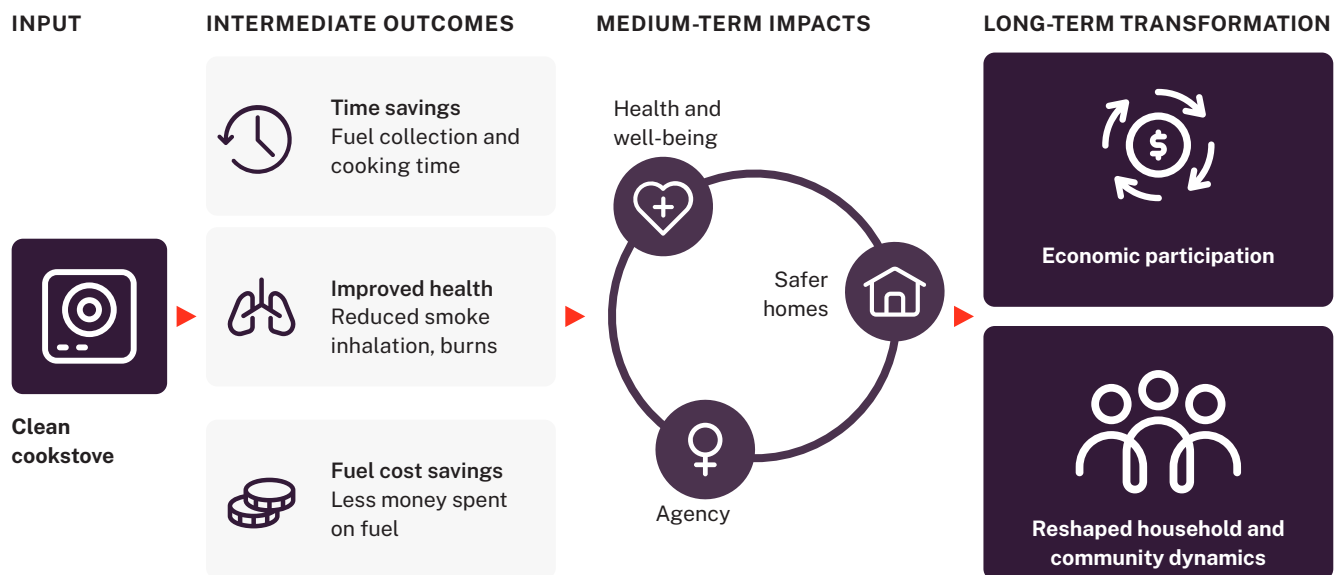 INPUT
Clean
cookstove
INTERMEDIATE OUTCOMES
Time savings
Fuel collection and
cooking time
Improved health
Reduced smoke
inhalation, burns
Fuel cost savings
Less money spent
on fuel
MEDIUM-TERM IMPACTS
Health and
well-being
Safer
homes
Agency
LONG-TERM TRANSFORMATION
$
Economic participation
Reshaped household and
community dynamics